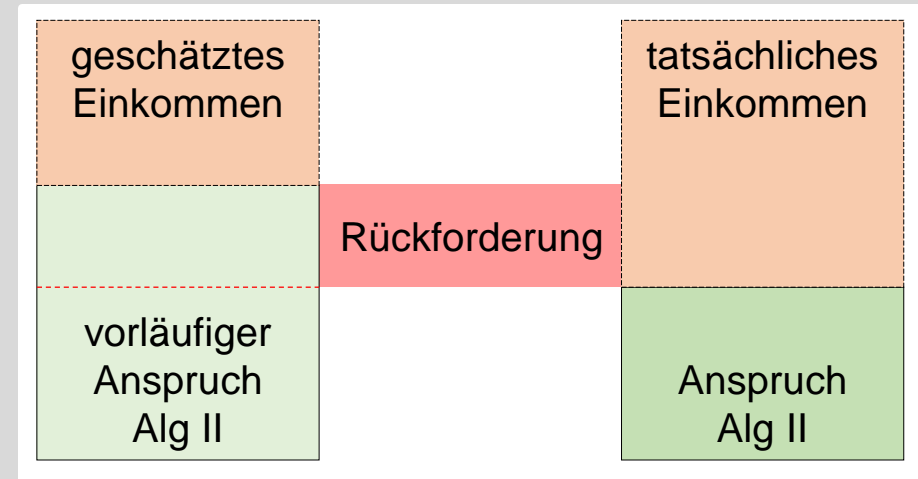 geschätztes
Einkommen
vorläufiger
Anspruch
Alg II
Rückforderung
tatsächliches
Einkommen
Anspruch
Alg II